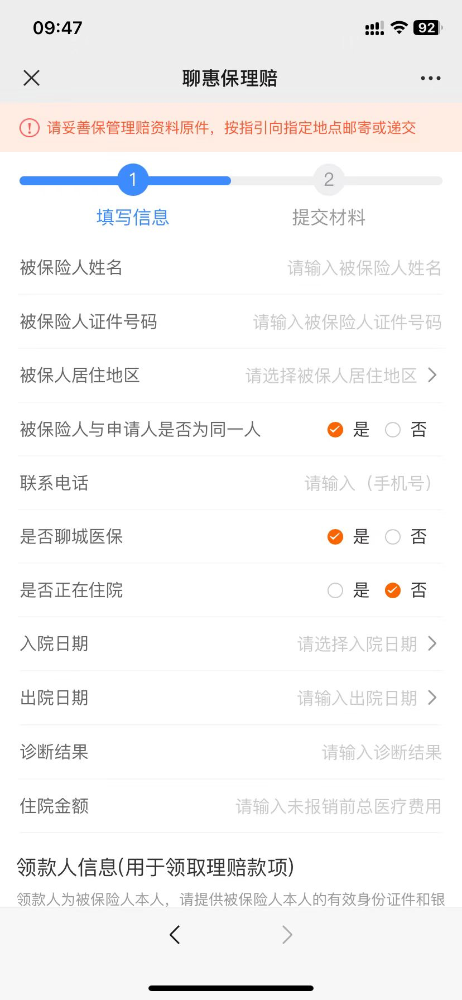 09:47
92
聊惠保理赔
请妥善保管理赔资料原件，按指引向指定地点邮寄或递交
1 2
填写信息 提交材料
被保险人姓名 请输入被保险人姓名
被保险人证件号码 请输入被保险人证件号码
被保人居住地区 请选择被保人居住地区
被保险人与申请人是否为同一人 是 否
联系电话 请输入（手机号）
是否聊城医保 是 否
是否正在住院 是 否
入院日期 请选择入院日期
出院日期 请输入出院日期
诊断结果 请输入诊断结果
住院金额 请输入未报销前总医疗费用
领款人信息(用于领取理赔款项)
领款人为被保险人本人，请提供被保险人本人的有效身份证件和银